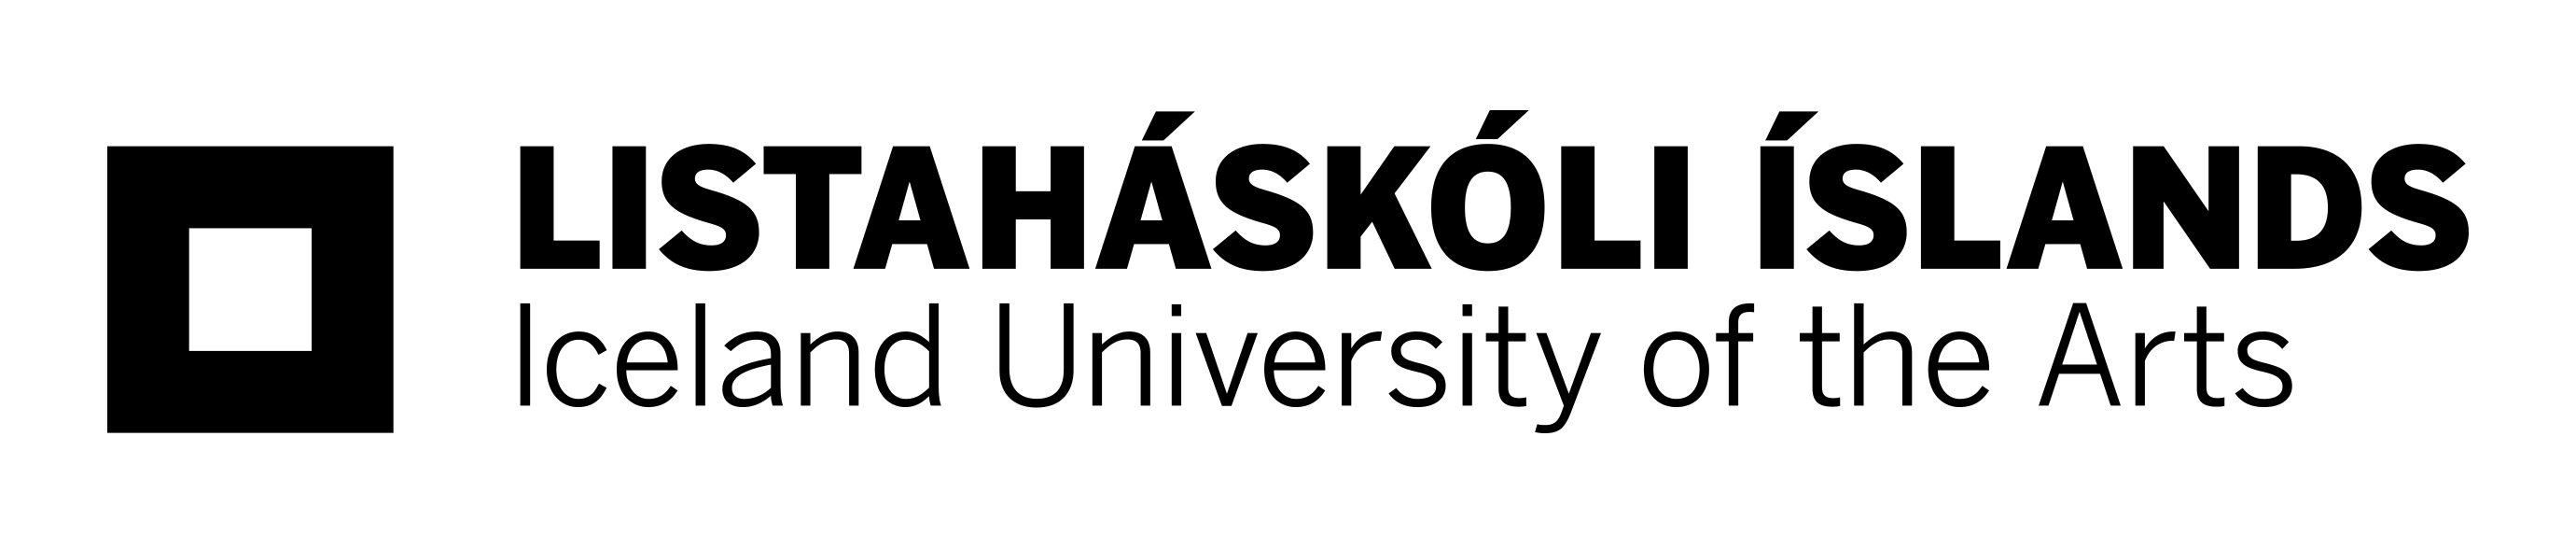 LISTAHÁSKÓLI ÍSLANDS
Iceland University of the Arts